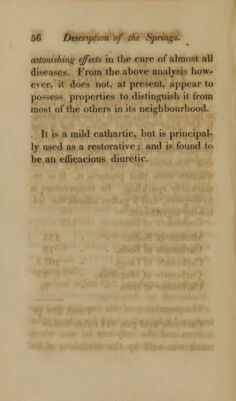 56 Description of the Springs.
astonishing effects in the cure of almost all
diseases. From the above analysis how-
ever, it does not, at present, appear to
possess properties to distinguish it from
most of the others in its neighbourhood.
. It is a mild cathartic, but is principal-
ly used as a restorative; and is found to
be an efficacious diuretic.